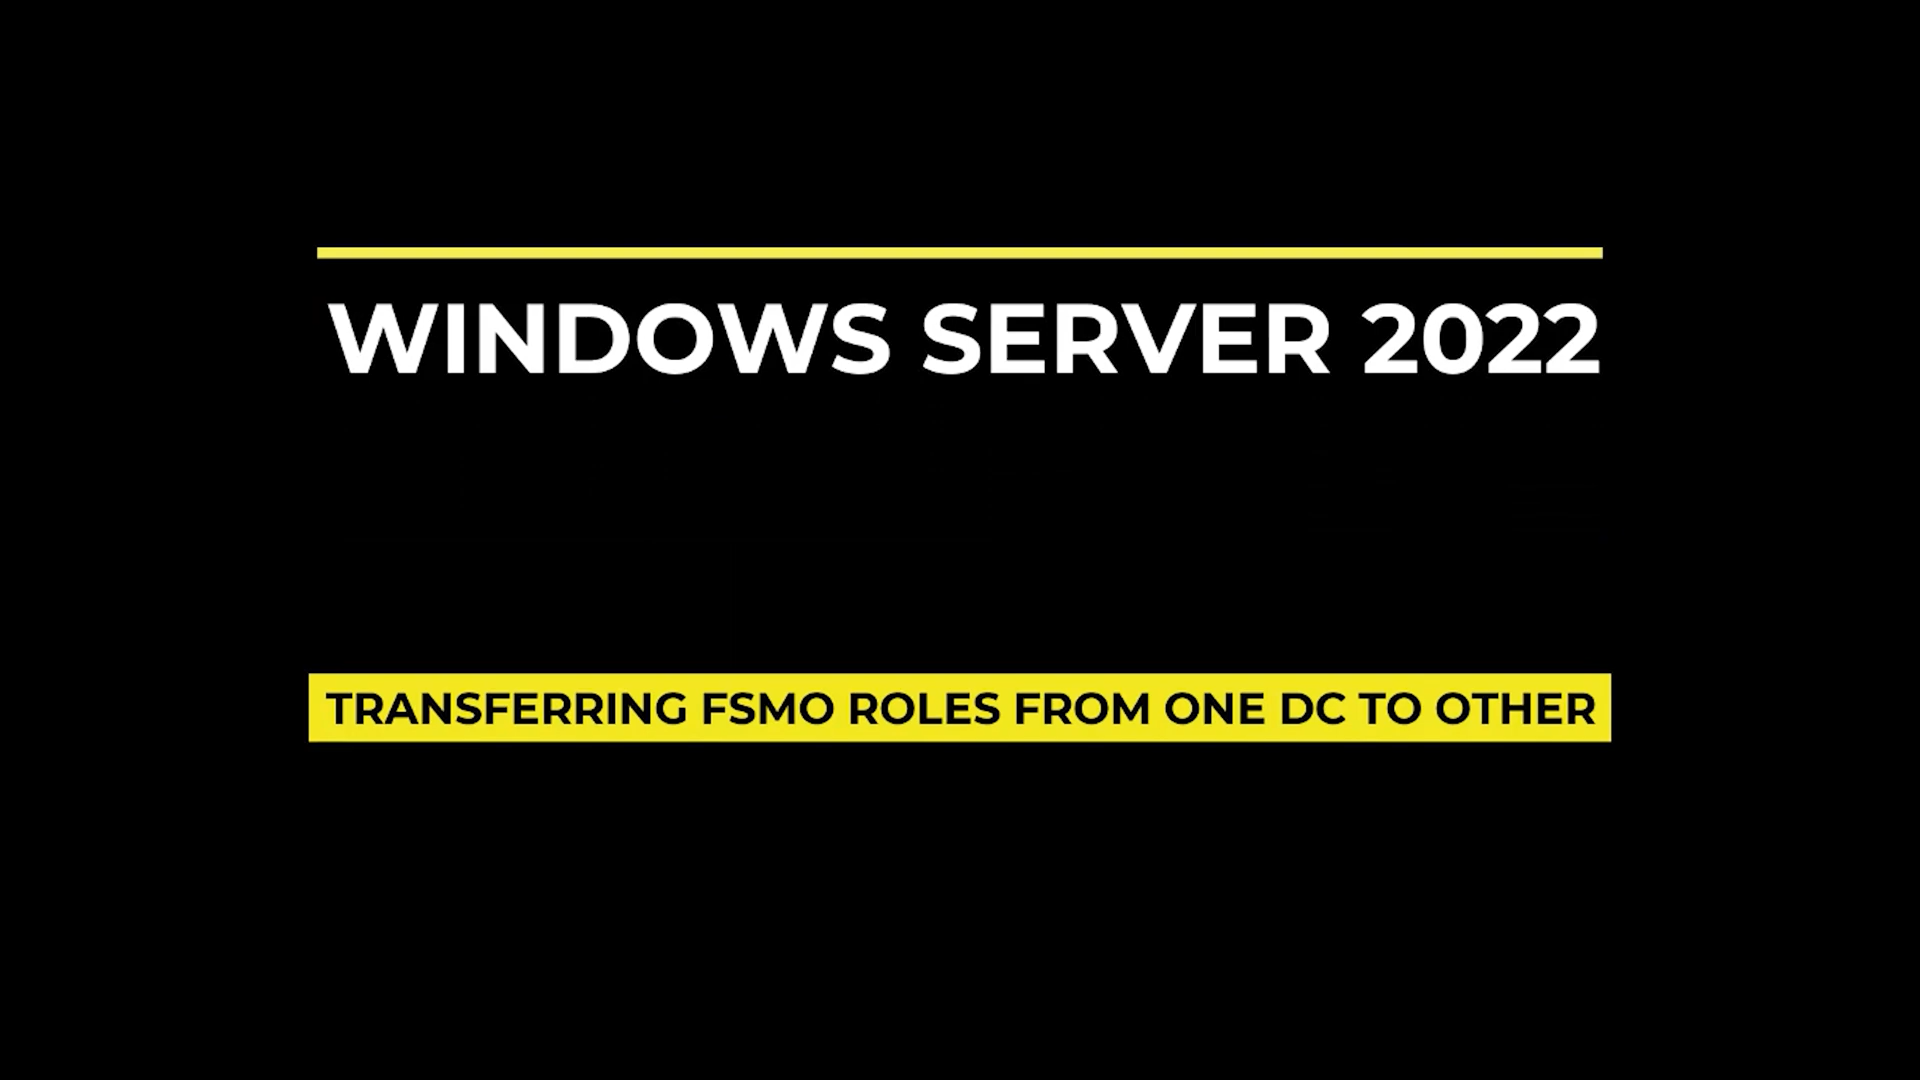 WINDOWS SERVER 2022
TRANSFERRING FSMO ROLES FROM ONE DC TO OTHER